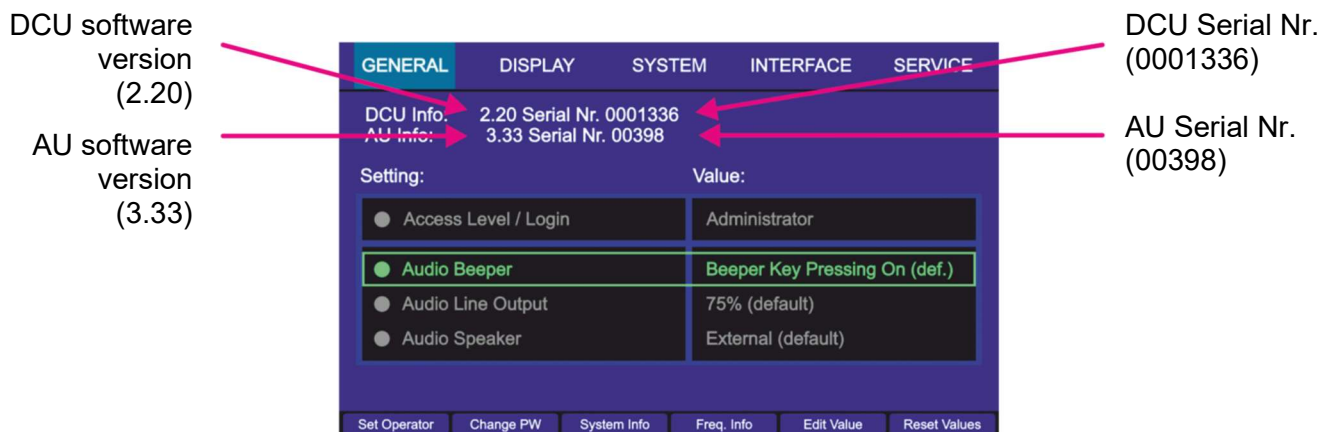 DCU software
version
(2.20)
AU software
version
(3.33)
DCU Serial Nr.
(0001336)
AU Serial Nr.
(00398)
GENERAL DISPLAY SYSTEM INTERFACE SERVICE
DCU Info: 2.20 Serial Nr. 0001336
AU Info: 3.33 Serial Nr. 00398
Setting: Value:
Access Level / Login Administrator
Audio Beeper Beeper Key Pressing On (def.)
Audio Line Output 75% (default)
Audio Speaker External (default)
Set Operator Change PW System Info Freq. Info Edit Value Reset Values